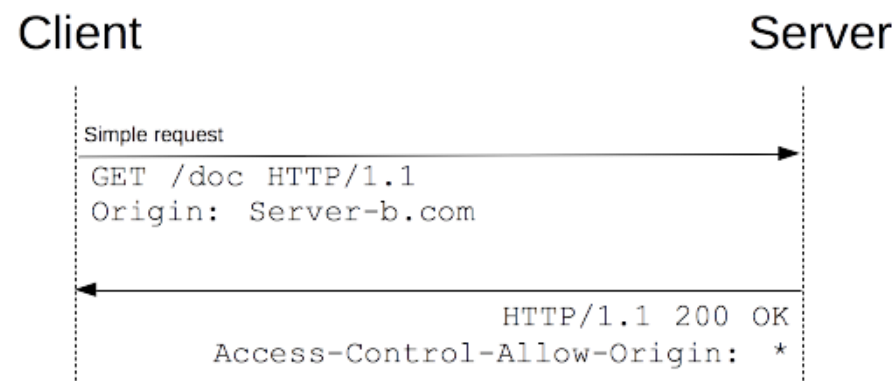 Client
Server
Simple request
GET /doc HTTP/1.1
Origin: Server-b.com
HTTP/1.1 200 OK
Access-Control-Allow-Origin: *